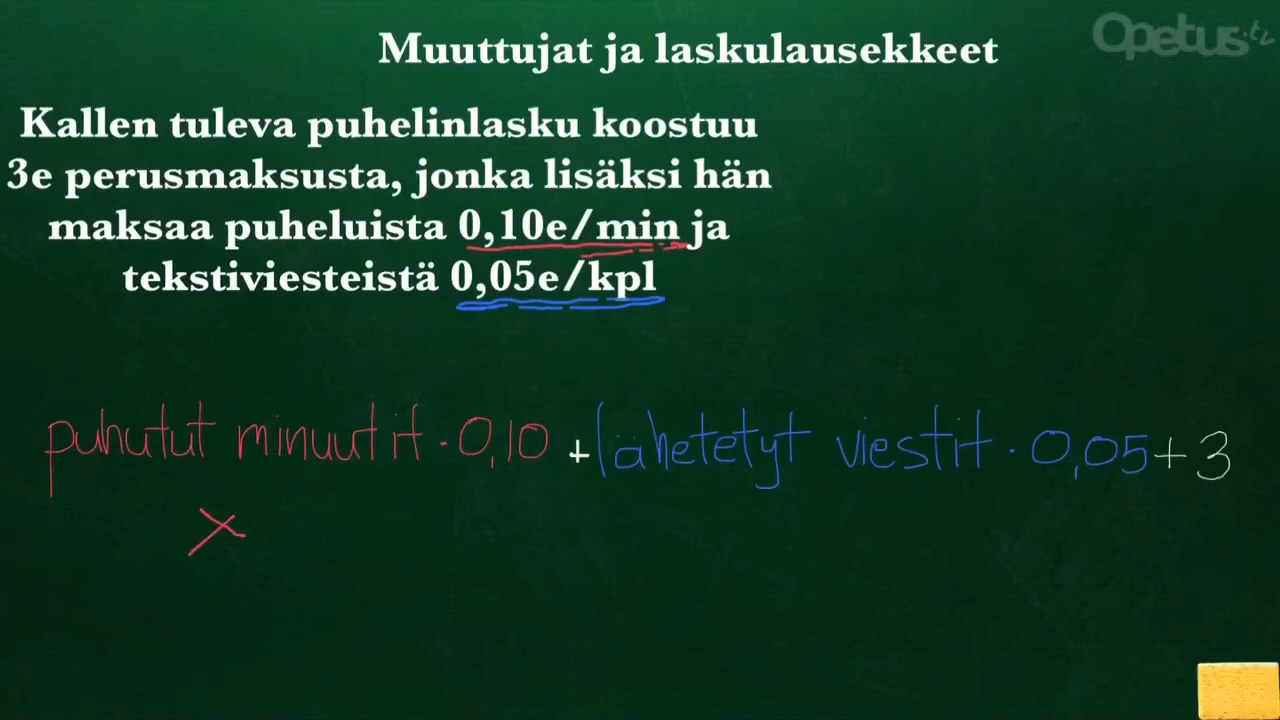 Opetus.tv
Muuttujat ja laskulausekkeet
Kallen tuleva puhelinlasku koostuu
3e perusmaksusta, jonka lisäksi hän
maksaa puheluista 0,10e/min ja
tekstiviesteistä 0,05e/kpl
puhutut minuutit · 0,10 + lähetetyt viestit · 0,05 + 3
x